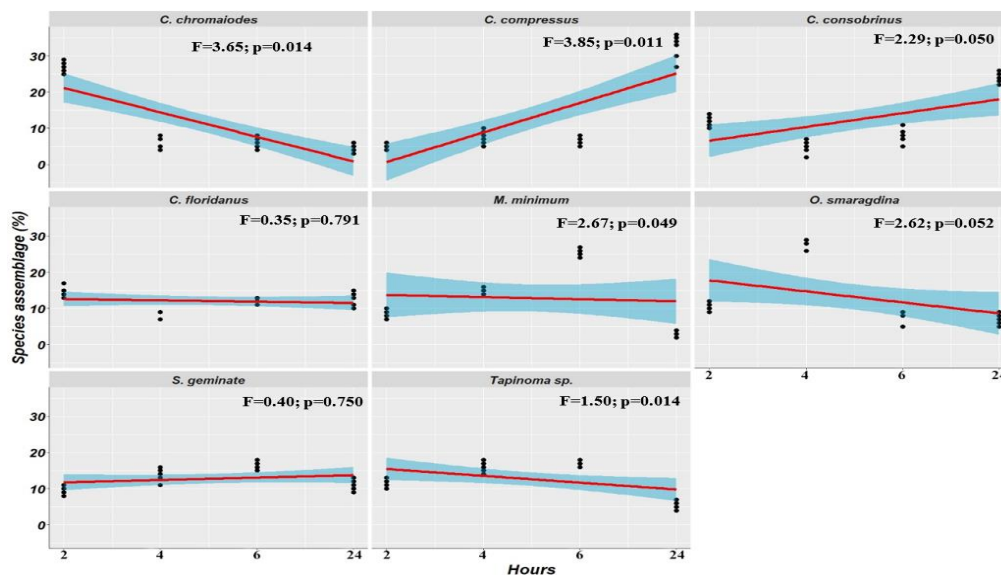 C. chromaiodes
C. compressus
C. consobrinus
F=3.65; p=0.014
F=3.85; p=0.011
F=2.29; p=0.050
30
20
10
0
C. floridanus
M. minimum
O. smaragdina
F=0.35; p=0.791
F=2.67; p=0.049
F=2.62; p=0.052
30
20
10
0
2 4 6 24
S. geminate
Tapinoma sp.
F=0.40; p=0.750
F=1.50; p=0.014
30
20
10
0
2 4 6 24
2 4 6 24
Species assemblage (%)
Hours